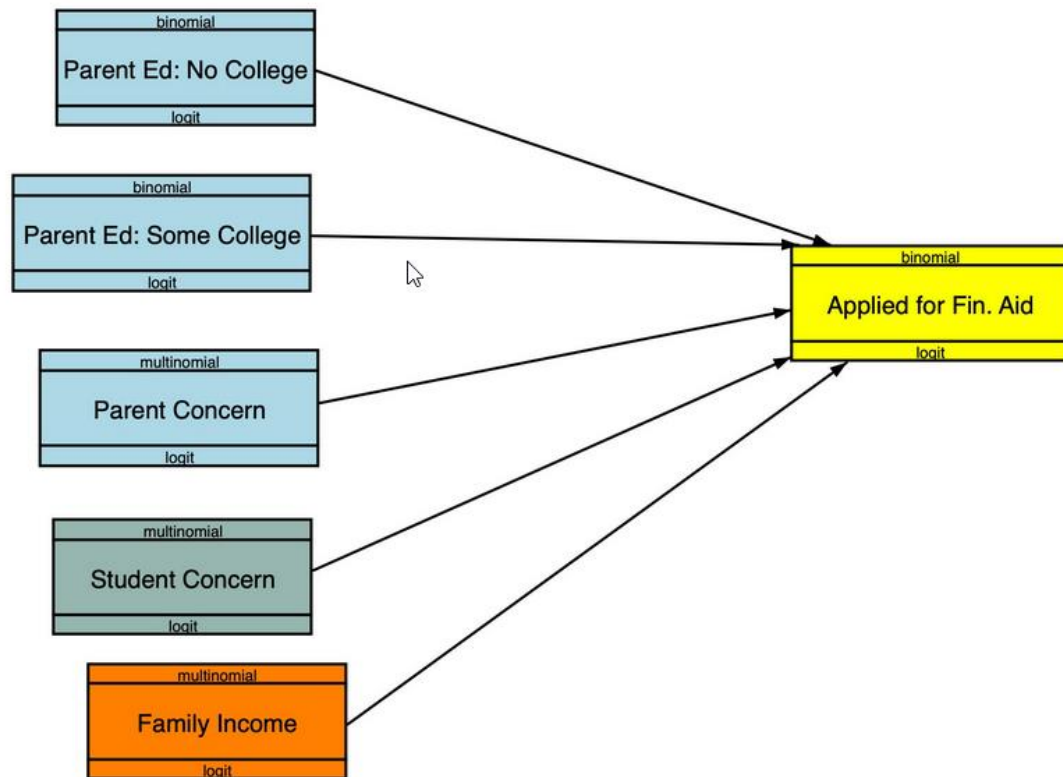 binomial
Parent Ed: No College
logit
binomial
Parent Ed: Some College
logit
binomial
Applied for Fin. Aid
logit
multinomial
Parent Concern
logit
multinomial
Student Concern
logit
multinomial
Family Income
logit